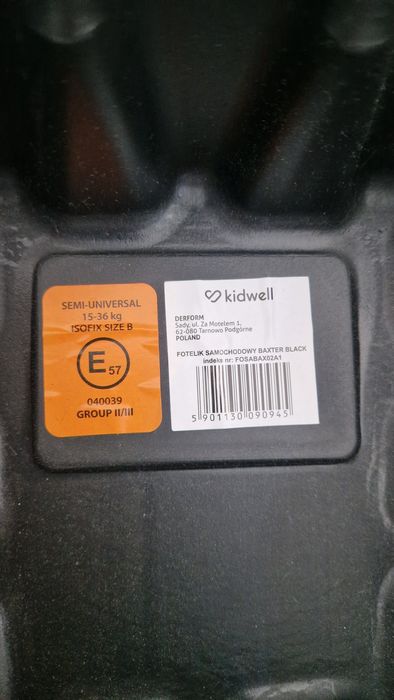 SEMI-UNIVERSAL
15-36 kg
ISOFIX SIZE B
E 57
040039
GROUP II/III
kidwell
DERFORM
Sady, ul. Za Motelem 1,
62-080 Tarnowo Podgórne
POLAND
FOTELIK SAMOCHODOWY BAXTER BLACK
indeks nr: FOSABAX02A1
5 901130 090945